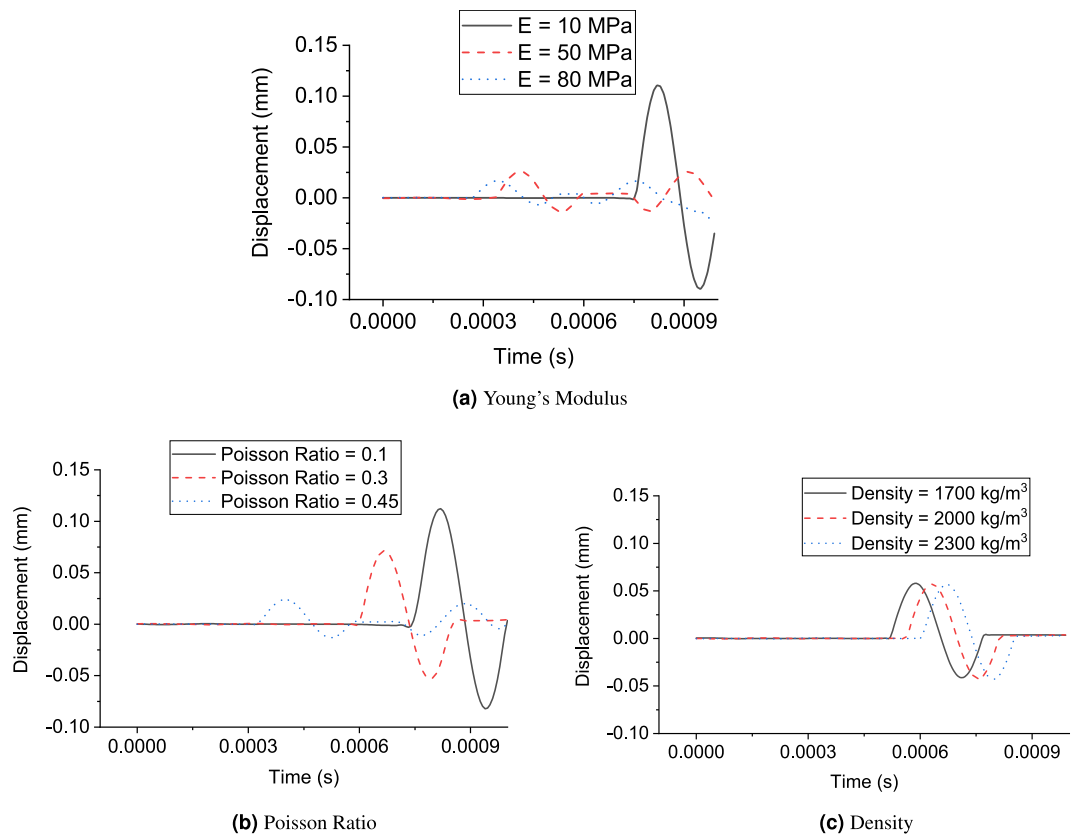 E = 10 MPa
E = 50 MPa
E = 80 MPa
0.15
0.10
0.05
0.00
-0.05
-0.10
Displacement (mm)
0.0000 0.0003 0.0006 0.0009
Time (s)
(a) Young's Modulus
Poisson Ratio = 0.1
Poisson Ratio = 0.3
Poisson Ratio = 0.45
0.15
0.10
0.05
0.00
-0.05
-0.10
Displacement (mm)
0.0000 0.0003 0.0006 0.0009
Time (s)
(b) Poisson Ratio
Density = 1700 kg/m³
Density = 2000 kg/m³
Density = 2300 kg/m³
0.15
0.10
0.05
0.00
-0.05
-0.10
Displacement (mm)
0.0000 0.0003 0.0006 0.0009
Time (s)
(c) Density